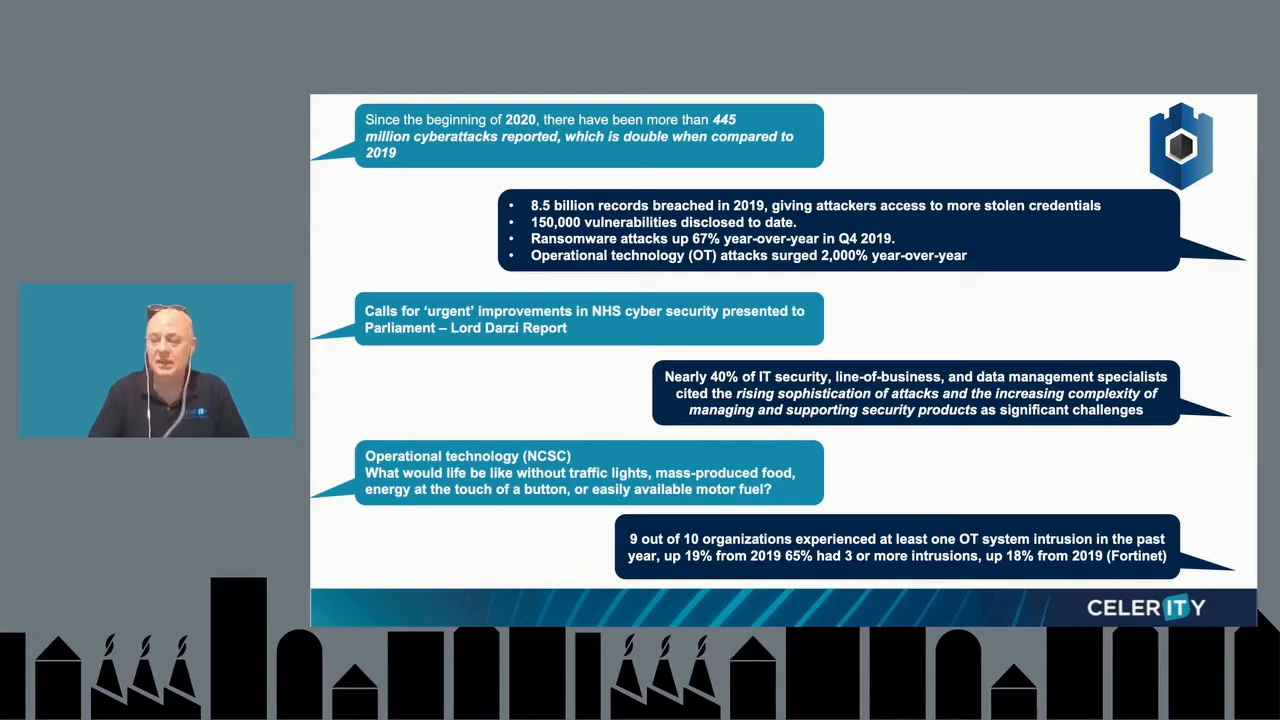 Since the beginning of 2020, there have been more than 445
million cyberattacks reported, which is double when compared to
2019
• 8.5 billion records breached in 2019, giving attackers access to more stolen credentials
• 150,000 vulnerabilities disclosed to date.
• Ransomware attacks up 67% year-over-year in Q4 2019.
• Operational technology (OT) attacks surged 2,000% year-over-year
Calls for ‘urgent’ improvements in NHS cyber security presented to
Parliament – Lord Darzi Report
Nearly 40% of IT security, line-of-business, and data management specialists
cited the rising sophistication of attacks and the increasing complexity of
managing and supporting security products as significant challenges
Operational technology (NCSC)
What would life be like without traffic lights, mass-produced food,
energy at the touch of a button, or easily available motor fuel?
9 out of 10 organizations experienced at least one OT system intrusion in the past
year, up 19% from 2019 65% had 3 or more intrusions, up 18% from 2019 (Fortinet)
CELERITY